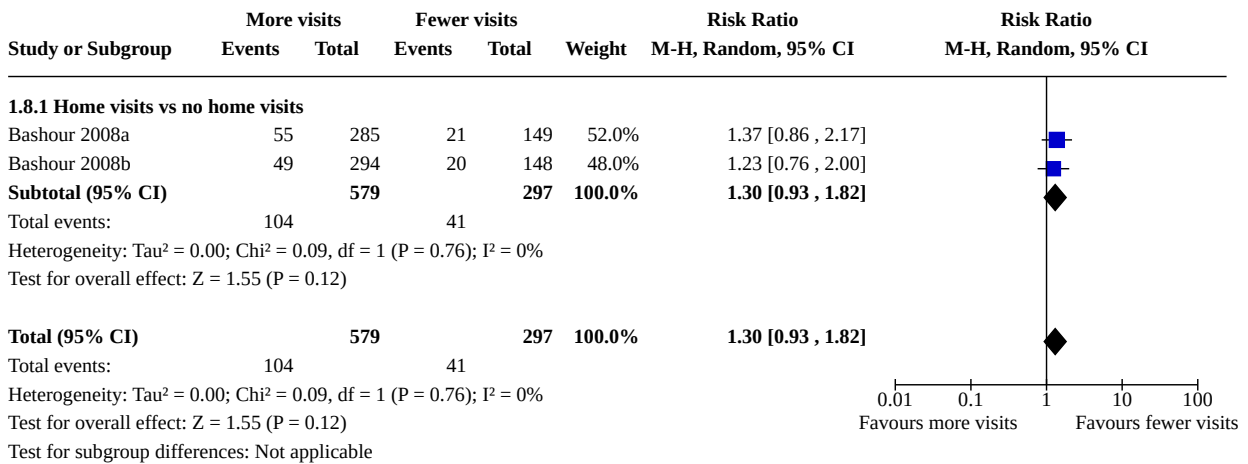 More visits Fewer visits Risk Ratio Risk Ratio
Study or Subgroup Events Total Events Total Weight M-H, Random, 95% CI M-H, Random, 95% CI
1.8.1 Home visits vs no home visits
Bashour 2008a 55 285 21 149 52.0% 1.37 [0.86 , 2.17]
Bashour 2008b 49 294 20 148 48.0% 1.23 [0.76 , 2.00]
Subtotal (95% CI) 579 297 100.0% 1.30 [0.93 , 1.82]
Total events: 104 41
Heterogeneity: Tau² = 0.00; Chi² = 0.09, df = 1 (P = 0.76); I² = 0%
Test for overall effect: Z = 1.55 (P = 0.12)
Total (95% CI) 579 297 100.0% 1.30 [0.93 , 1.82]
Total events: 104 41
Heterogeneity: Tau² = 0.00; Chi² = 0.09, df = 1 (P = 0.76); I² = 0%
0.01 0.1 1 10 100
Test for overall effect: Z = 1.55 (P = 0.12) Favours more visits Favours fewer visits
Test for subgroup differences: Not applicable